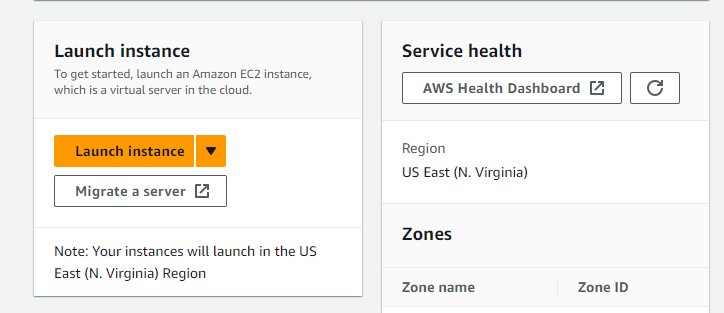 Launch instance
To get started, launch an Amazon EC2 instance,
which is a virtual server in the cloud.
Launch instance
Migrate a server
Note: Your instances will launch in the US
East (N. Virginia) Region
Service health
AWS Health Dashboard
Region
US East (N. Virginia)
Zones
Zone name
Zone ID